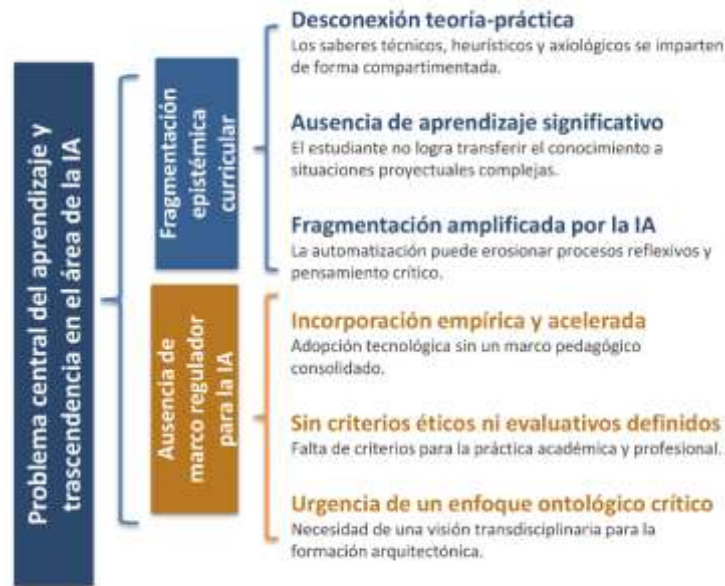 Problema central del aprendizaje y
trascendencia en el área de la IA
Fragmentación
epistémica
curricular
Desconexión teoría-práctica
Los saberes técnicos, heurísticos y axiológicos se imparten
de forma compartimentada.
Ausencia de aprendizaje significativo
El estudiante no logra transferir el conocimiento a
situaciones proyectuales complejas.
Fragmentación amplificada por la IA
La automatización puede erosionar procesos reflexivos y
pensamiento crítico.
Ausencia de
marco regulador
para la IA
Incorporación empírica y acelerada
Adopción tecnológica sin un marco pedagógico
consolidado.
Sin criterios éticos ni evaluativos definidos
Falta de criterios para la práctica académica y profesional.
Urgencia de un enfoque ontológico crítico
Necesidad de una visión transdisciplinaria para la
formación arquitectónica.